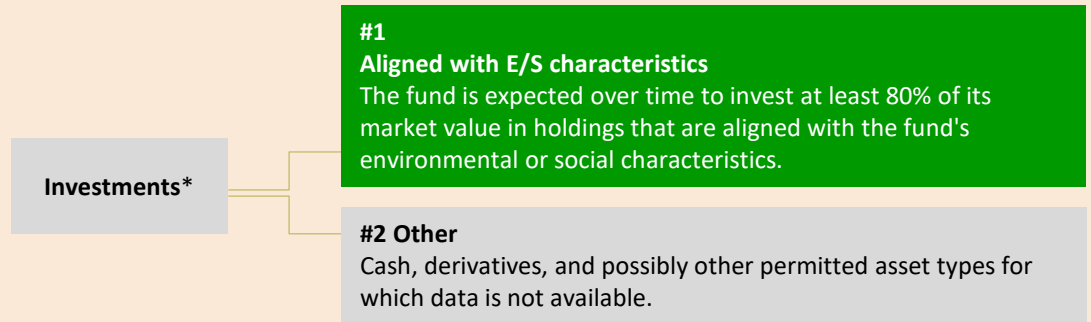 #1
Aligned with E/S characteristics
The fund is expected over time to invest at least 80% of its
market value in holdings that are aligned with the fund's
environmental or social characteristics.
Investments*
#2 Other
Cash, derivatives, and possibly other permitted asset types for
which data is not available.